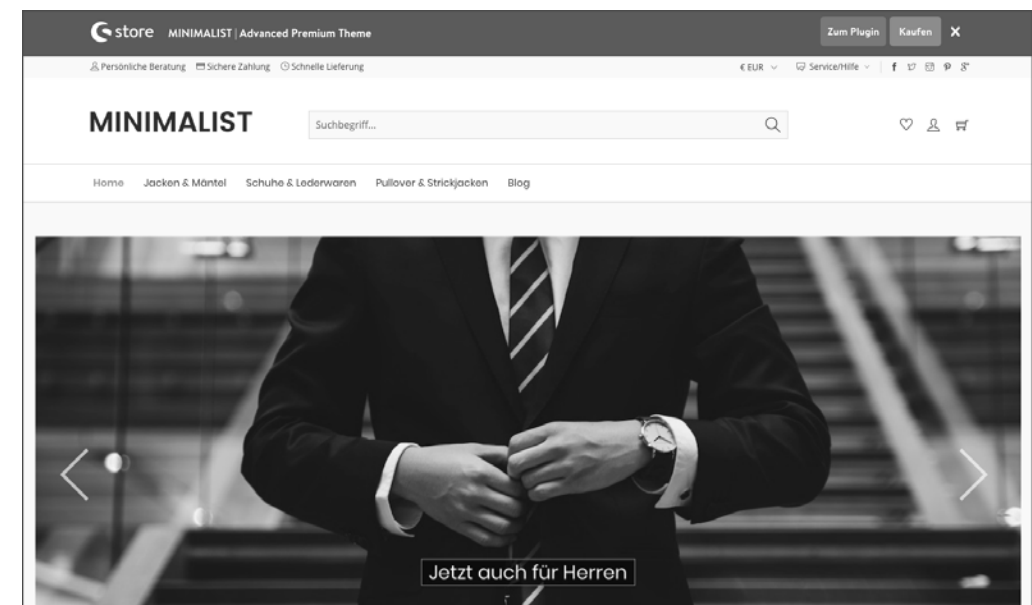 store MINIMALIST | Advanced Premium Theme Zum Plugin Kaufen
Persönliche Beratung Sichere Zahlung Schnelle Lieferung € EUR Service/Hilfe
MINIMALIST Suchbegriff...
Home Jacken & Mäntel Schuhe & Lederwaren Pullover & Strickjacken Blog
Jetzt auch für Herren